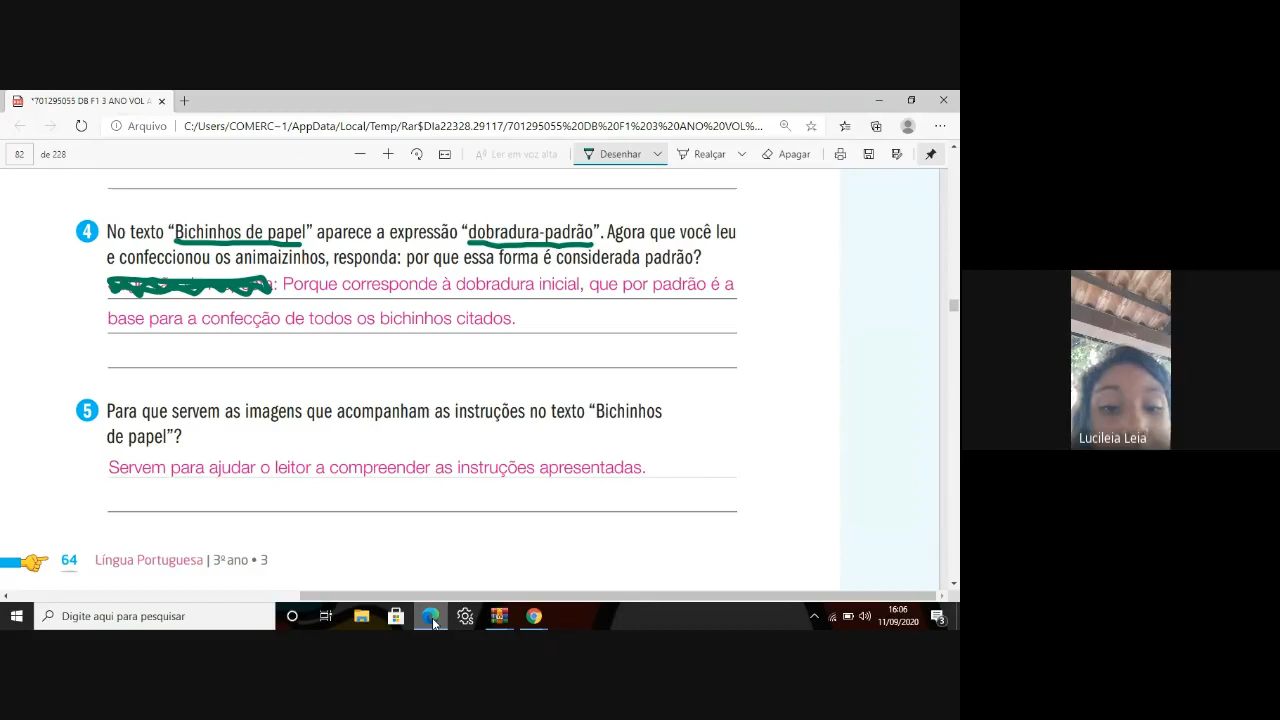 *701295055 DB F1 3 ANO VOL A
Arquivo
C:/Users/COMERC~1/AppData/Local/Temp/Rar$DIa22328.29117/701295055%20DB%20F1%203%20ANO%20VOL%...
82 de 228
Ler em voz alta
Desenhar
Realçar
Apagar
4 No texto “Bichinhos de papel” aparece a expressão “dobradura-padrão”. Agora que você leu
e confeccionou os animaizinhos, responda: por que essa forma é considerada padrão?
: Porque corresponde à dobradura inicial, que por padrão é a
base para a confecção de todos os bichinhos citados.
5 Para que servem as imagens que acompanham as instruções no texto “Bichinhos
de papel”?
Servem para ajudar o leitor a compreender as instruções apresentadas.
64 Língua Portuguesa | 3º ano • 3
Digite aqui para pesquisar
16:06
11/09/2020
3
Lucileia Leia